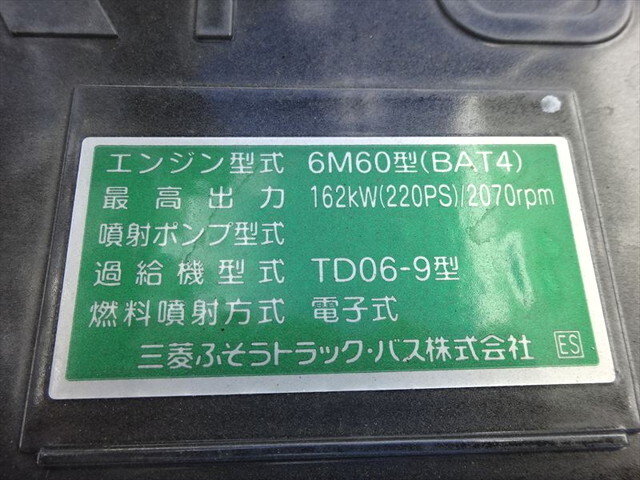 エンジン型式 6M60型(BAT4)
最高出力 162kW(220PS)/2070rpm
噴射ポンプ型式
過給機型式 TD06-9型
燃料噴射方式 電子式
三菱ふそうトラック・バス株式会社 ES